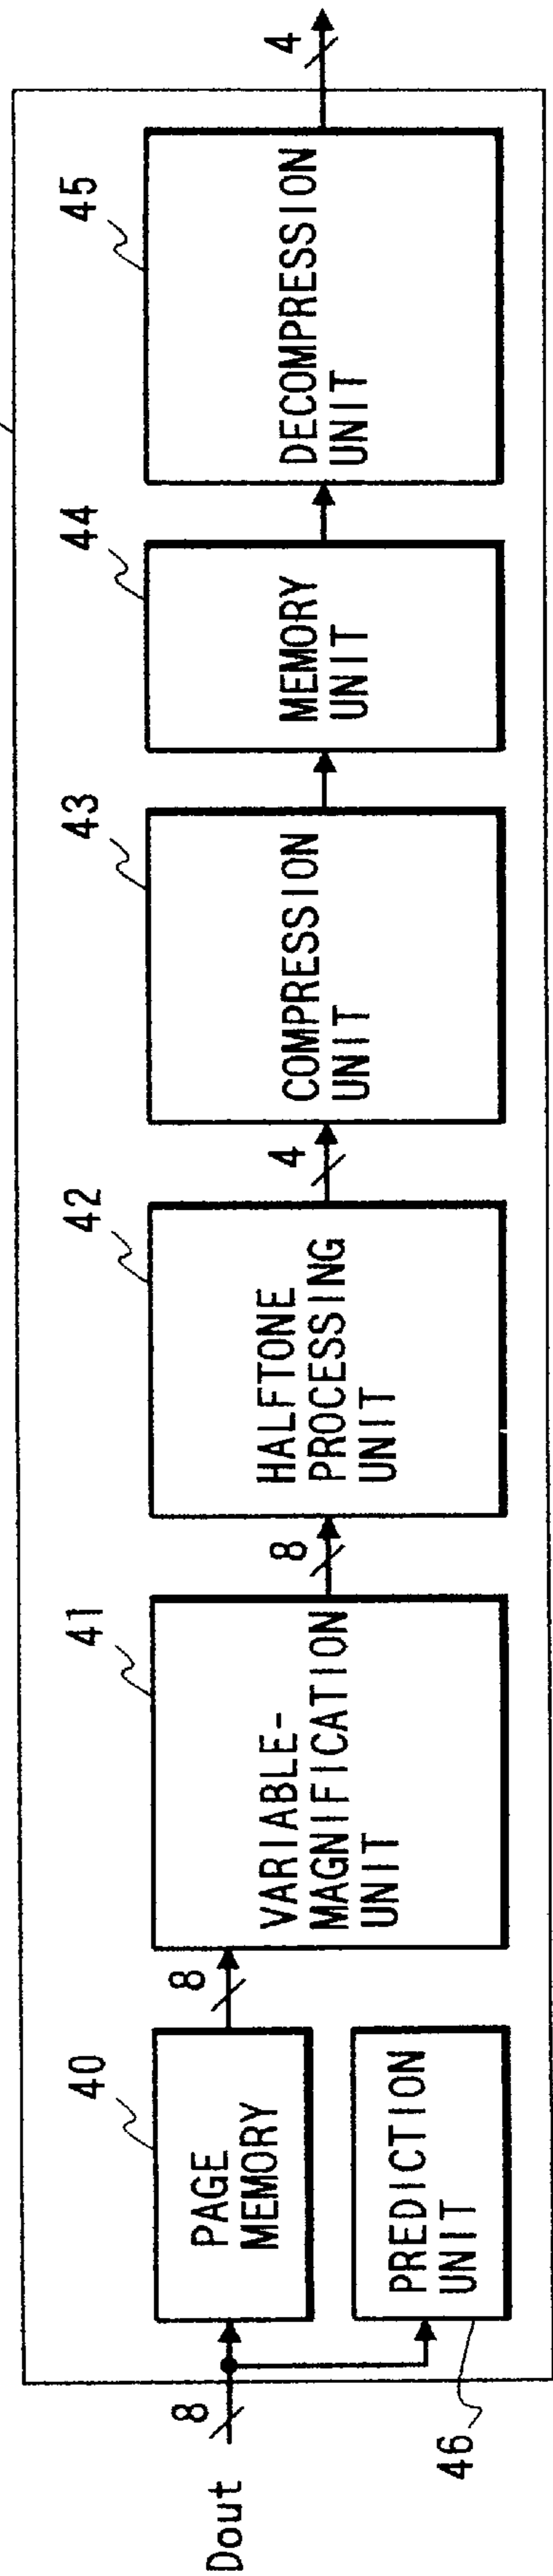 Dout
8
40
PAGE
MEMORY
46
PREDICTION
UNIT
8
41
VARIABLE-
MAGNIFICATION
UNIT
8
42
HALFTONE
PROCESSING
UNIT
4
43
COMPRESSION
UNIT
44
MEMORY
UNIT
45
DECOMPRESSION
UNIT
4